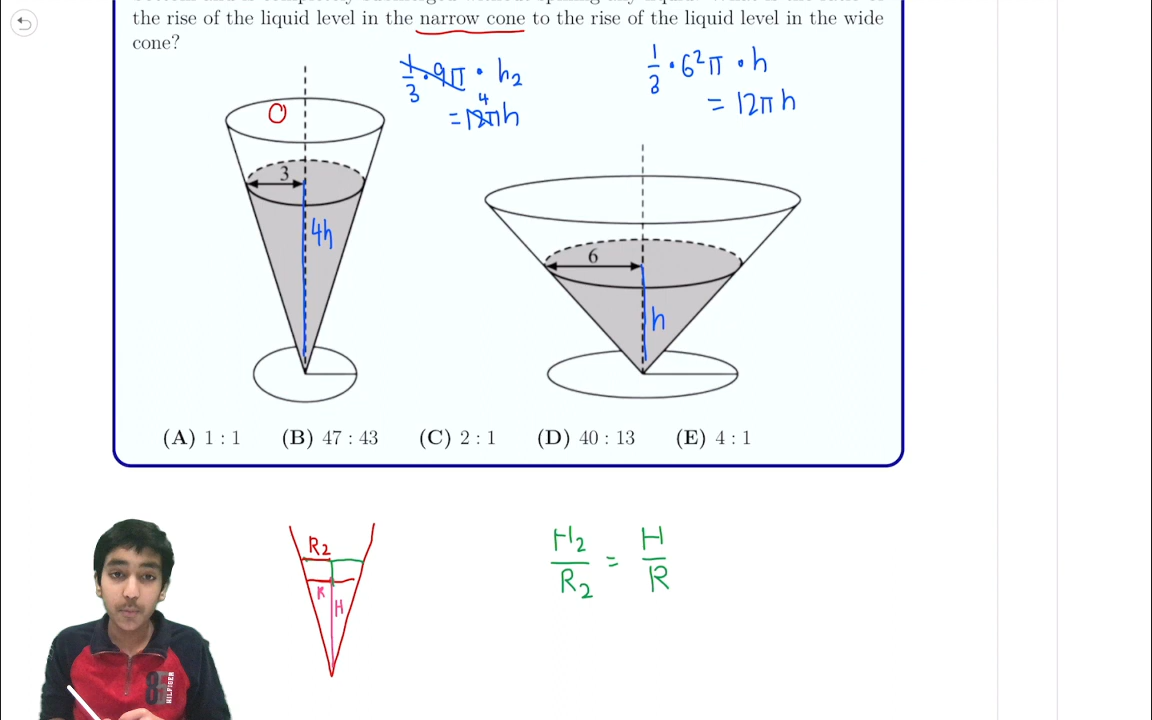 the rise of the liquid level in the narrow cone to the rise of the liquid level in the wide
cone?
1/3 · 9π · h₂
= 12πh 4
1/3 · 6²π · h
= 12πh
3
4h
6
h
(A) 1 : 1 (B) 47 : 43 (C) 2 : 1 (D) 40 : 13 (E) 4 : 1
R₂
R
H
H₂/R₂ = H/R
HILFIGER